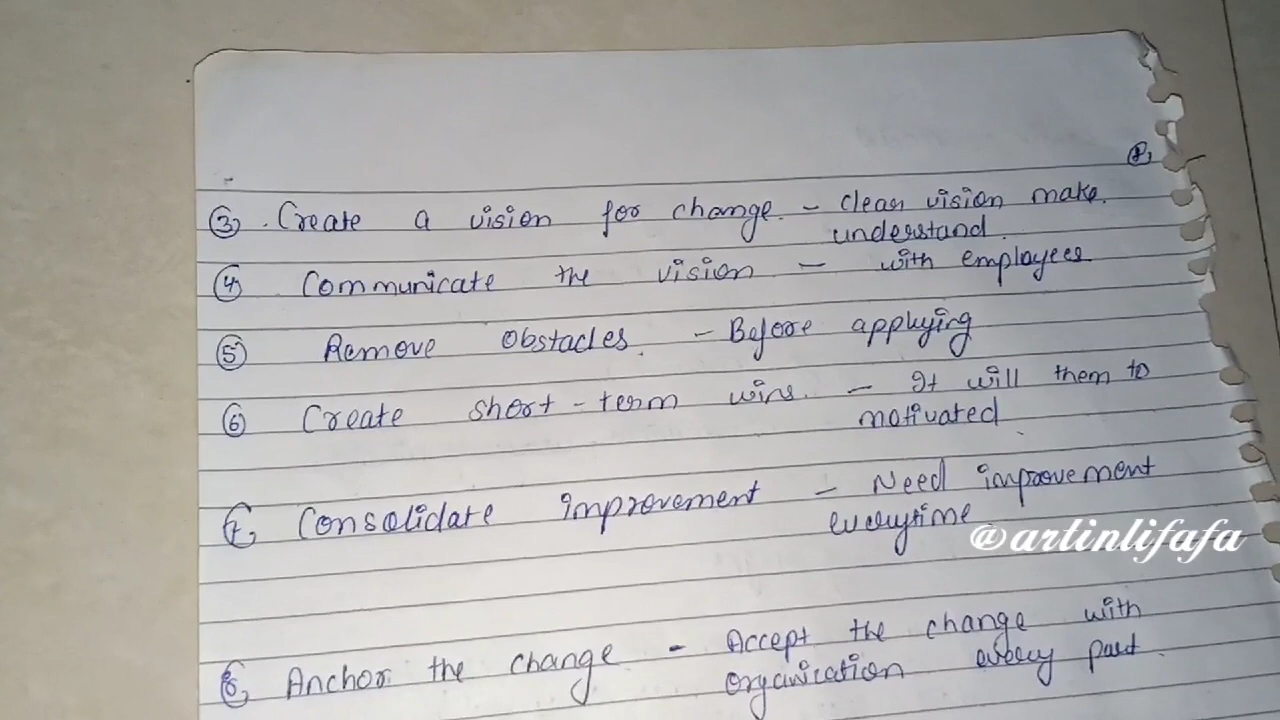 8,
③. Create a vision for change. - clear vision make.
understand.
④ Communicate the vision - with employees
⑤ Remove Obstacles. - Before applying
⑥ Create short-term wins. - It will them to
motivated
7, Consolidate improvement - Need improvement
everytime
@artinlifafa
8, Anchor the change - Accept the change with
organization every part.